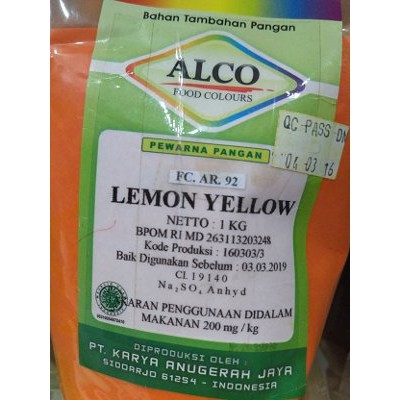 Bahan Tambahan Pangan
ALCO
FOOD COLOURS
QC PASS ON
04 03 16
PEWARNA PANGAN
FC. AR. 92
LEMON YELLOW
NETTO : 1 KG
BPOM RI MD 263113203248
Kode Produksi : 160303/3
Baik Digunakan Sebelum : 03.03.2019
CI 19140
Na₂SO₄ Anhyd
KARAN PENGGUNAAN DIDALAM
MAKANAN 200 mg / kg
DIPRODUKSI OLEH :
PT. KARYA ANUGERAH JAYA
SIDOARJO 61254 - INDONESIA